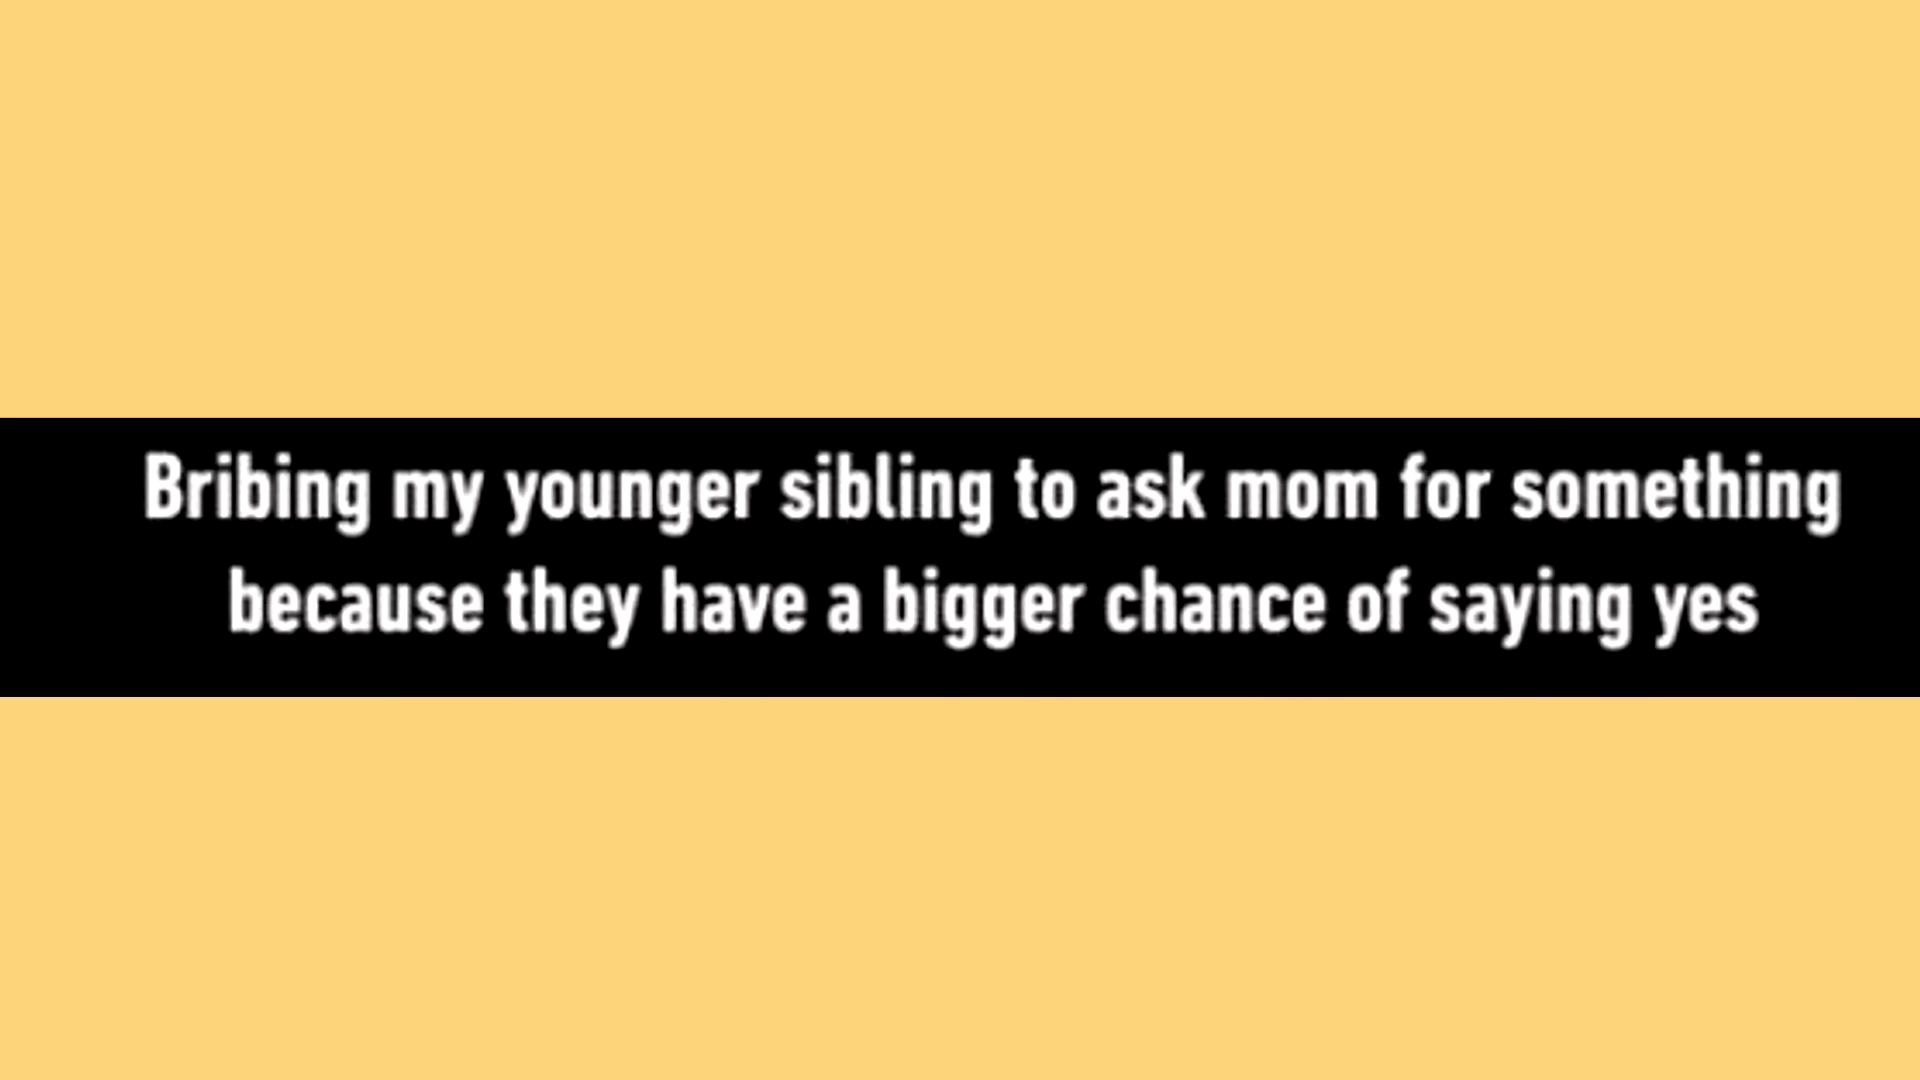 Bribing my younger sibling to ask mom for something
because they have a bigger chance of saying yes